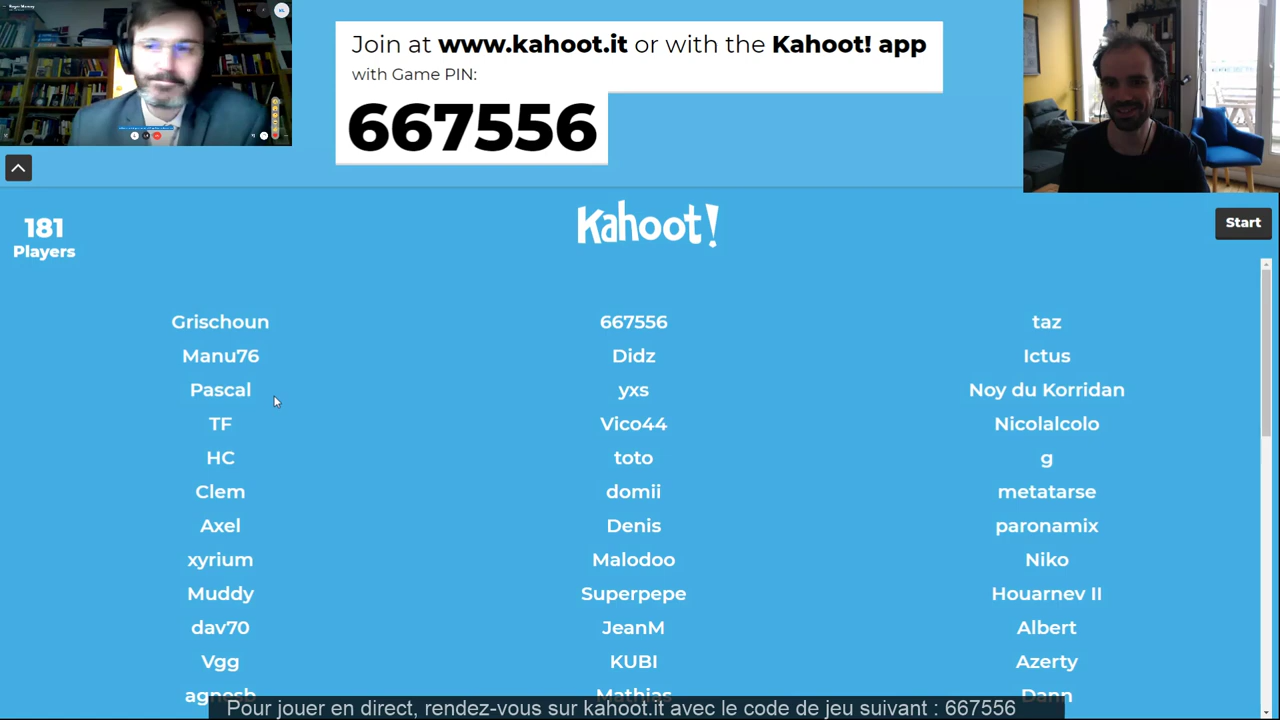 Join at www.kahoot.it or with the Kahoot! app
with Game PIN:
667556
181
Players
Kahoot!
Start
Grischoun 667556 taz
Manu76 Didz Ictus
Pascal yxs Noy du Korridan
TF Vico44 Nicolalcolo
HC toto g
Clem domii metatarse
Axel Denis paronamix
xyrium Malodoo Niko
Muddy Superpepe Houarnev II
dav70 JeanM Albert
Vgg KUBI Azerty
agnesb Mathias Dann
Pour jouer en direct, rendez-vous sur kahoot.it avec le code de jeu suivant : 667556